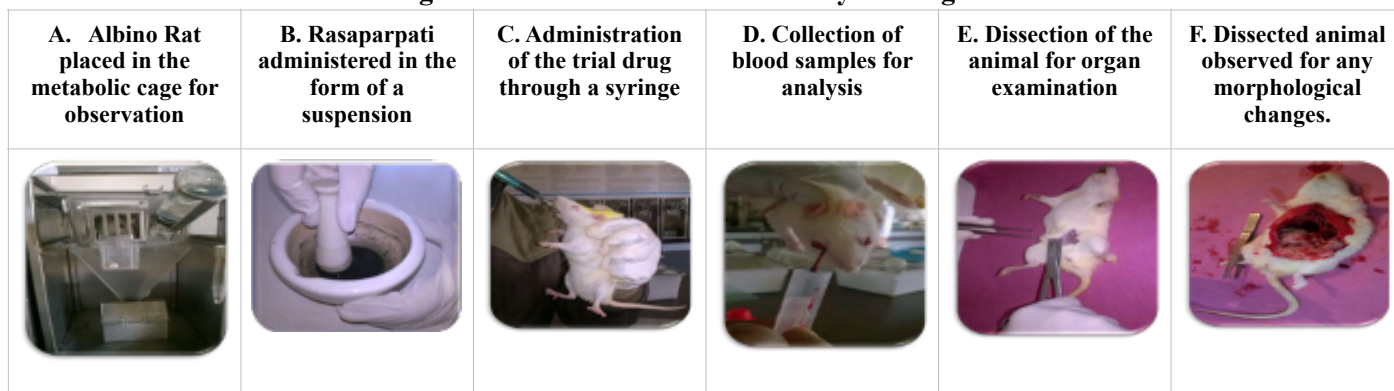 A. Albino Rat
placed in the
metabolic cage for
observation
B. Rasaparpati
administered in the
form of a
suspension
C. Administration
of the trial drug
through a syringe
D. Collection of
blood samples for
analysis
E. Dissection of the
animal for organ
examination
F. Dissected animal
observed for any
morphological
changes.